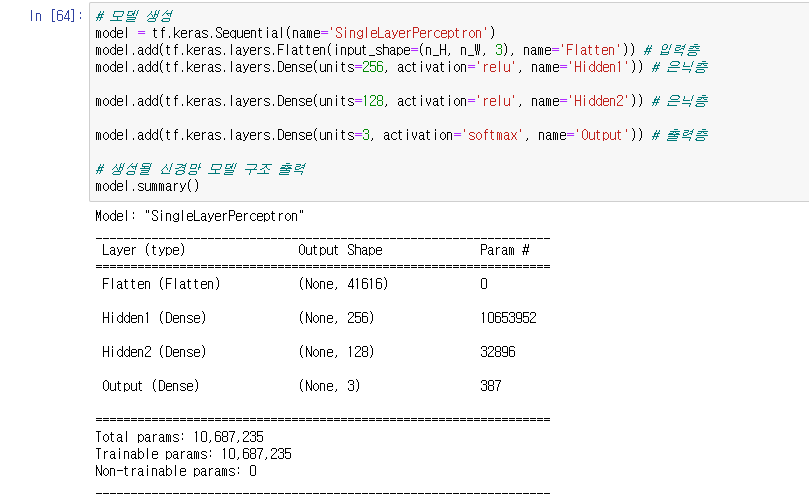 In [64]:
# 모델 생성
model = tf.keras.Sequential(name='SingleLayerPerceptron')
model.add(tf.keras.layers.Flatten(input_shape=(n_H, n_W, 3), name='Flatten')) # 입력층
model.add(tf.keras.layers.Dense(units=256, activation='relu', name='Hidden1')) # 은닉층
model.add(tf.keras.layers.Dense(units=128, activation='relu', name='Hidden2')) # 은닉층
model.add(tf.keras.layers.Dense(units=3, activation='softmax', name='Output')) # 출력층
# 생성될 신경망 모델 구조 출력
model.summary()
Model: "SingleLayerPerceptron"
_________________________________________________________________
Layer (type) Output Shape Param #
=================================================================
Flatten (Flatten) (None, 41616) 0
Hidden1 (Dense) (None, 256) 10653952
Hidden2 (Dense) (None, 128) 32896
Output (Dense) (None, 3) 387
=================================================================
Total params: 10,687,235
Trainable params: 10,687,235
Non-trainable params: 0
_________________________________________________________________